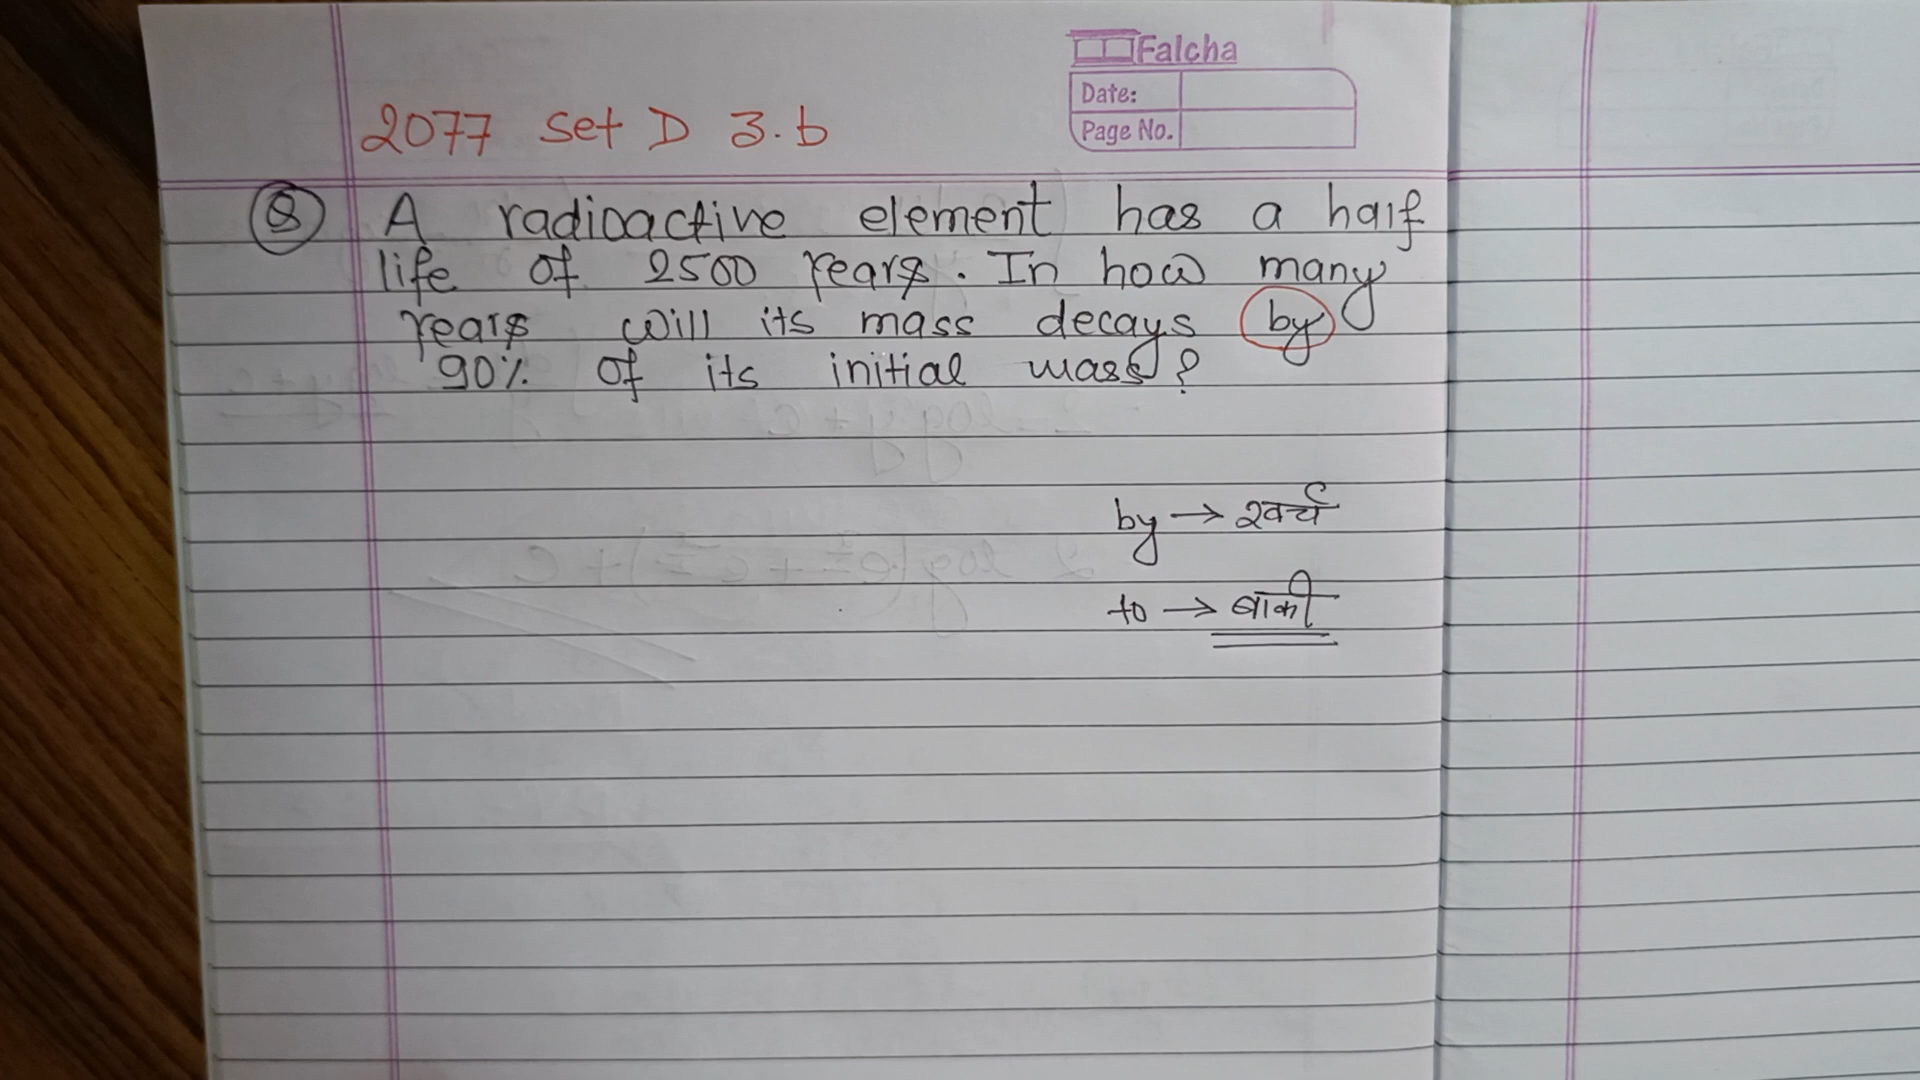 Falcha
Date:
Page No.
2077 Set D 3.b
Q A radioactive element has a half
life of 2500 years. In how many
years will its mass decays by
90% of its initial mass?
by → खर्च
to → बाँकी